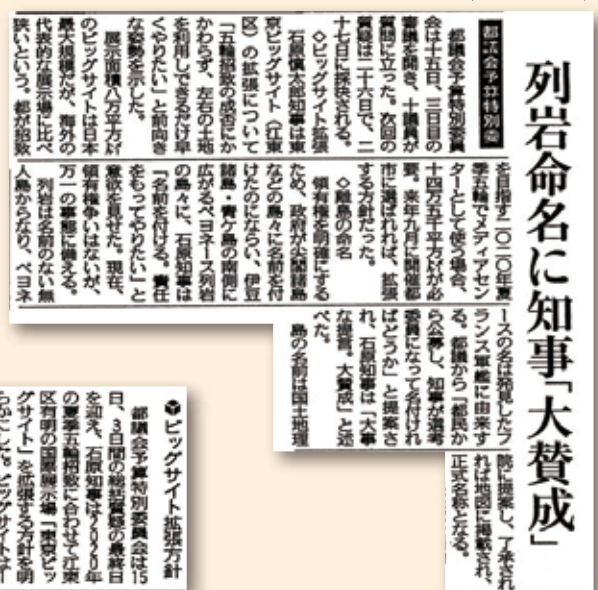 列岩命名に知事「大賛成」
都議会予算特別委
都議会予算特別委員
会は十五日、三日目の
審議を開き、十議員が
質問に立った。次回の
質疑は二十六日で、二
十七日に採決される。
◇ビッグサイト拡張
石原慎太郎知事は東
京ビッグサイト（江東
区）の拡張について
「五輪招致の成否にか
かわらず、左右の土地
を利用しできるだけ早
くやりたい」と前向き
な姿勢を示した。
展示面積八万平方㍍
のビッグサイトは日本
最大規模だが、海外の
代表的な展示場に比べ
狭いという。都が招致
を目指す二〇二〇年夏
季五輪でメディアセン
ターとして使う場合、
十四万五千平方㍍が必
要。来年九月に開催都
市に選ばれれば、拡張
する方針だった。
◇離島の命名
領有権を明確にする
ため、政府が尖閣諸島
などの島々に名前を付
けたのにならい、伊豆
諸島・青ケ島の南側に
広がるベヨネース列岩
の島々に、石原知事は
「名前を付ける。責任
をもってやりたい」と
意欲を見せた。現在、
領有権争いはないが、
万一の事態に備える。
列岩は名前のない無
人島からなり、ベヨネ
ースの名は発見したフ
ランス軍艦に由来す
る。都議から「都民か
ら公募し、知事が選考
委員になって名付けれ
ばどうか」と提案さ
れ、石原知事は「大事
な提言。大賛成」と述
べた。
島の名前は国土地理
院に提案し、了承され
れば地図に掲載され、
正式名称となる。
ビッグサイト拡張方針
都議会予算特別委員会は15
日、3日間の総括質疑の最終日
を迎え、石原知事は2020年
の夏季五輪招致に合わせて江東
区有明の国際展示場「東京ビッ
グサイト」を拡張する方針を明
らかにした。ビッグサイトは一